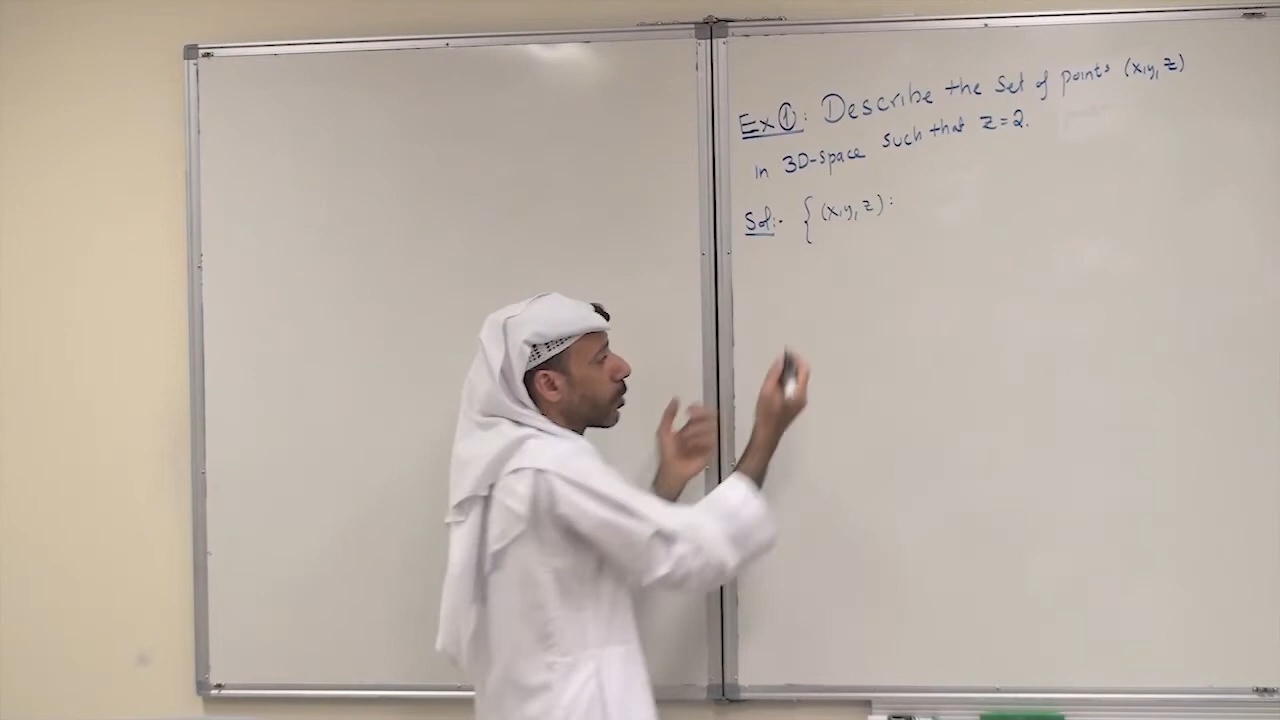 Ex①: Describe the set of points (x,y,z)
in 3D-space such that z=2.
Sol:- {(x,y,z):